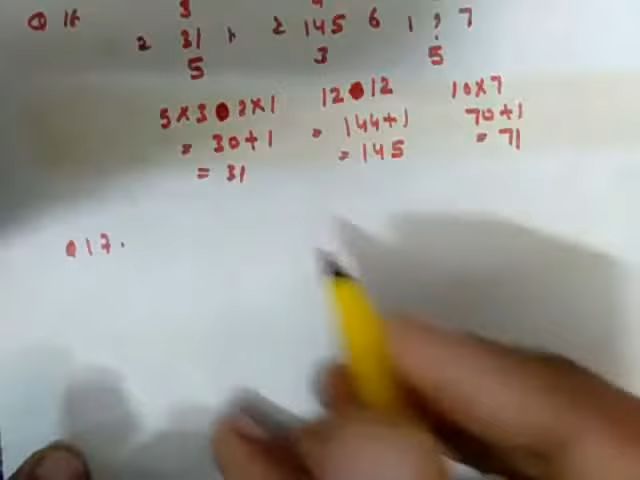 3
Q 16 2 31 1 2 145 6 1 ? 7
5 3 5
5×3 2×1 12 12 10×7
= 30+1 = 144+1 70+1
= 31 = 145 = 71
Q 17.